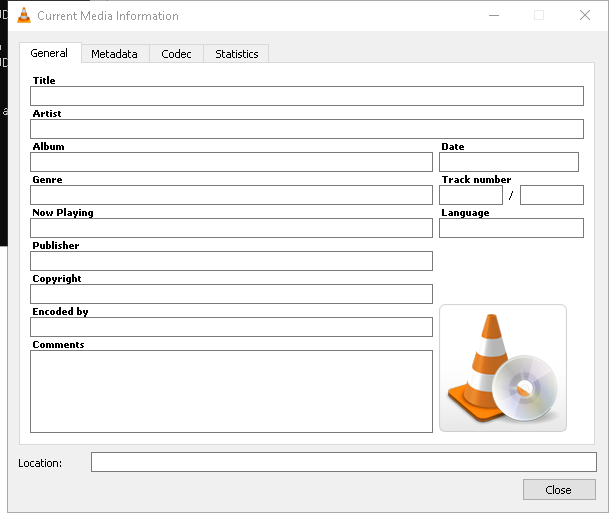 Current Media Information
General Metadata Codec Statistics
Title
Artist
Album Date
Genre Track number
/
Now Playing Language
Publisher
Copyright
Encoded by
Comments
Location:
Close